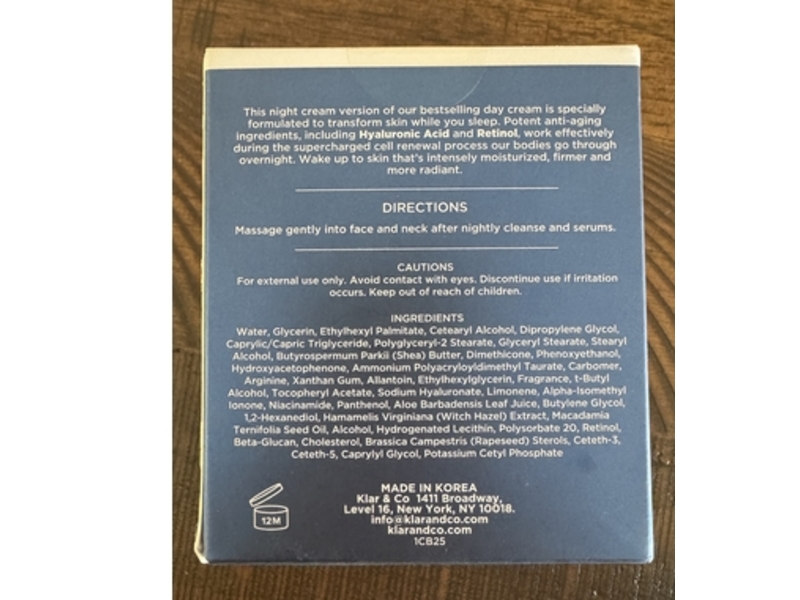 This night cream version of our bestselling day cream is specially
formulated to transform skin while you sleep. Potent anti-aging
ingredients, including Hyaluronic Acid and Retinol, work effectively
during the supercharged cell renewal process our bodies go through
overnight. Wake up to skin that's intensely moisturized, firmer and
more radiant.
DIRECTIONS
Massage gently into face and neck after nightly cleanse and serums.
CAUTIONS
For external use only. Avoid contact with eyes. Discontinue use if irritation
occurs. Keep out of reach of children.
INGREDIENTS
Water, Glycerin, Ethylhexyl Palmitate, Cetearyl Alcohol, Dipropylene Glycol,
Caprylic/Capric Triglyceride, Polyglyceryl-2 Stearate, Glyceryl Stearate, Stearyl
Alcohol, Butyrospermum Parkii (Shea) Butter, Dimethicone, Phenoxyethanol,
Hydroxyacetophenone, Ammonium Polyacryloyldimethyl Taurate, Carbomer,
Arginine, Xanthan Gum, Allantoin, Ethylhexylglycerin, Fragrance, t-Butyl
Alcohol, Tocopheryl Acetate, Sodium Hyaluronate, Limonene, Alpha-Isomethyl
Ionone, Niacinamide, Panthenol, Aloe Barbadensis Leaf Juice, Butylene Glycol,
1,2-Hexanediol, Hamamelis Virginiana (Witch Hazel) Extract, Macadamia
Ternifolia Seed Oil, Alcohol, Hydrogenated Lecithin, Polysorbate 20, Retinol,
Beta-Glucan, Cholesterol, Brassica Campestris (Rapeseed) Sterols, Ceteth-3,
Ceteth-5, Caprylyl Glycol, Potassium Cetyl Phosphate
12M
MADE IN KOREA
Klar & Co 1411 Broadway,
Level 16, New York, NY 10018.
info@klarandco.com
klarandco.com
1CB25